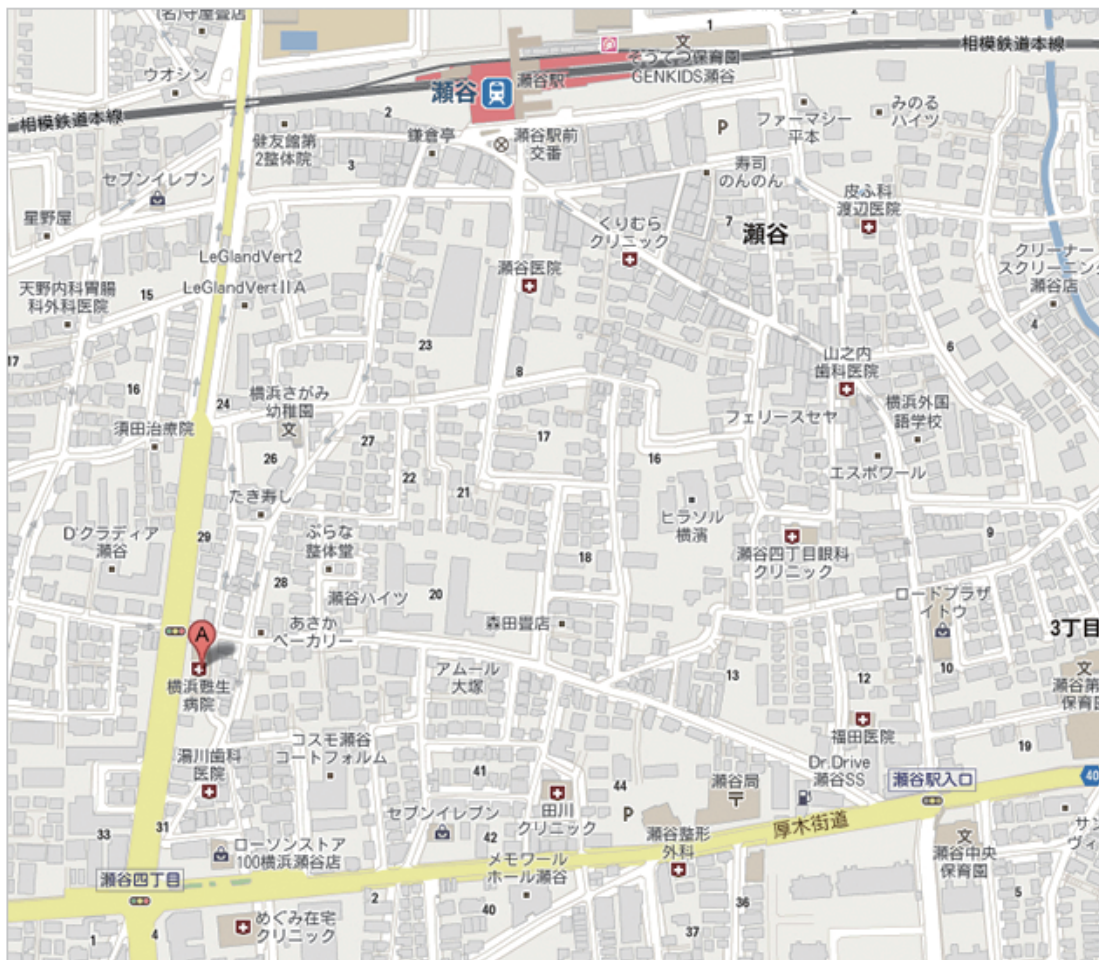 (名)守屋畳店
1
文
そうてつ保育園
GENKIDS瀬谷
相模鉄道本線
ウオシン
瀬谷
瀬谷駅
相模鉄道本線
2
健友館第
2整体院
3
鎌倉亭
瀬谷駅前
交番
P
ファーマシー
平本
みのる
ハイツ
セブンイレブン
寿司
のんのん
皮ふ科
渡辺医院
星野屋
くりむら
クリニック
7
瀬谷
LeGlandVert2
瀬谷医院
クリーナー
スクリーニング
瀬谷店
天野内科胃腸
科外科医院
15
LeGlandVertIIA
4
17
23
山之内
歯科医院
6
16
8
24
横浜さがみ
幼稚園
文
フェリースセヤ
横浜外国
語学校
須田治療院
27
17
26
16
エスポワール
22
21
たき寿し
ヒラソル
横濱
D'クラディア
瀬谷
29
ぷらな
整体堂
9
18
瀬谷四丁目眼科
クリニック
28
瀬谷ハイツ
20
ロードプラザ
イトウ
あさか
ベーカリー
森田畳店
3丁目
A
横浜甦生
病院
アムール
大塚
13
12
10
文
瀬谷第
保育園
福田医院
19
湯川歯科
医院
コスモ瀬谷
コートフォルム
41
44
瀬谷局
〒
Dr.Drive
瀬谷SS
瀬谷駅入口
40
田川
クリニック
セブンイレブン
P
33
31
42
瀬谷整形
外科
厚木街道
ローソンストア
100横浜瀬谷店
メモワール
ホール瀬谷
文
瀬谷中央
保育園
サン
ヴィ
瀬谷四丁目
2
40
36
5
1
4
めぐみ在宅
クリニック
37